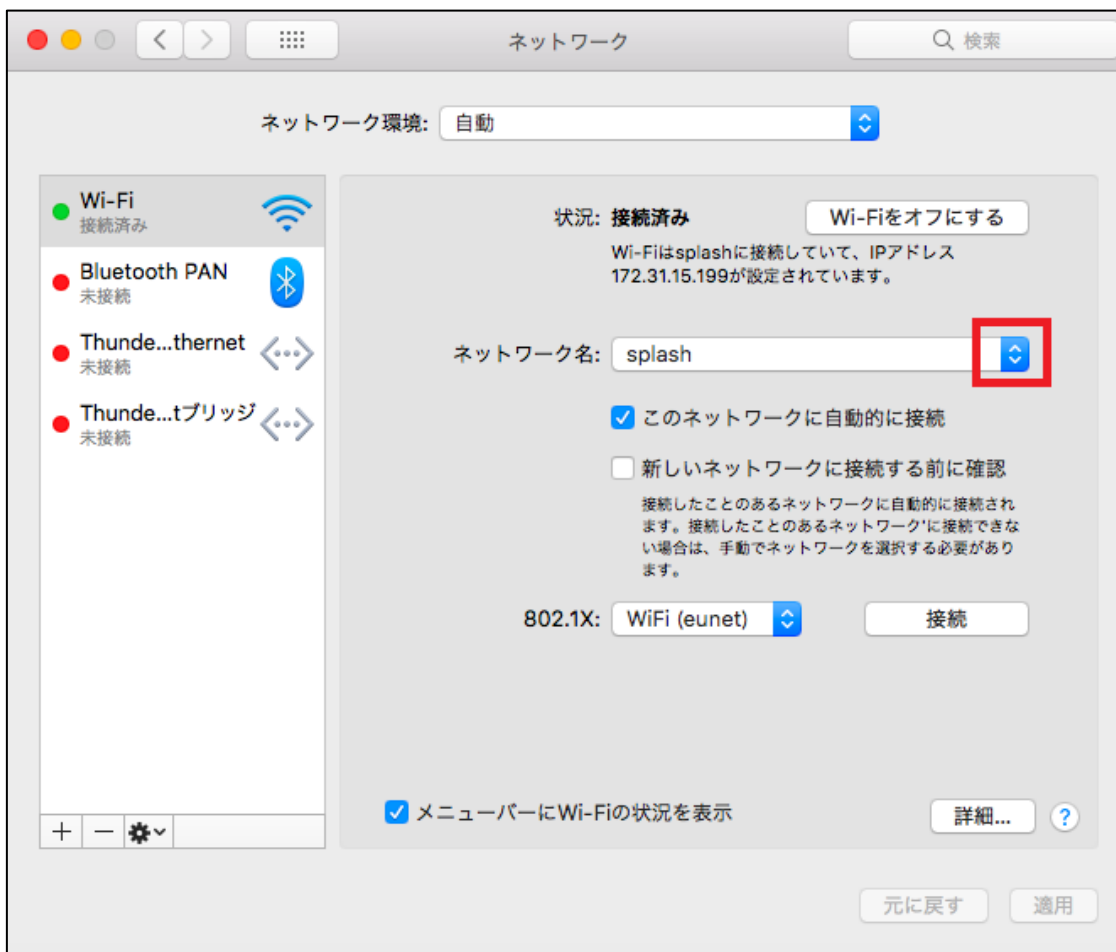 ネットワーク
検索
ネットワーク環境: 自動
Wi-Fi
接続済み
Bluetooth PAN
未接続
Thunde...thernet
未接続
Thunde...tブリッジ
未接続
状況: 接続済み
Wi-Fiをオフにする
Wi-Fiはsplashに接続していて、IPアドレス
172.31.15.199が設定されています。
ネットワーク名: splash
このネットワークに自動的に接続
新しいネットワークに接続する前に確認
接続したことのあるネットワークに自動的に接続され
ます。接続したことのあるネットワーク'に接続できな
い場合は、手動でネットワークを選択する必要があり
ます。
802.1X: WiFi (eunet)
接続
メニューバーにWi-Fiの状況を表示
詳細...
?
元に戻す
適用